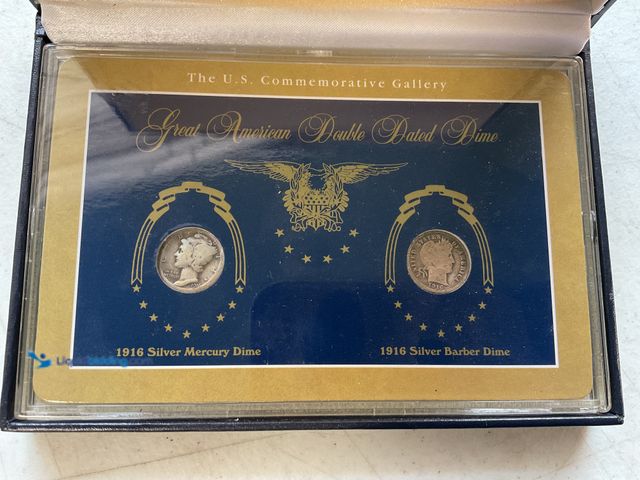 The U.S. Commemorative Gallery
Great American Double Dated Dime
1916 Silver Mercury Dime
1916 Silver Barber Dime